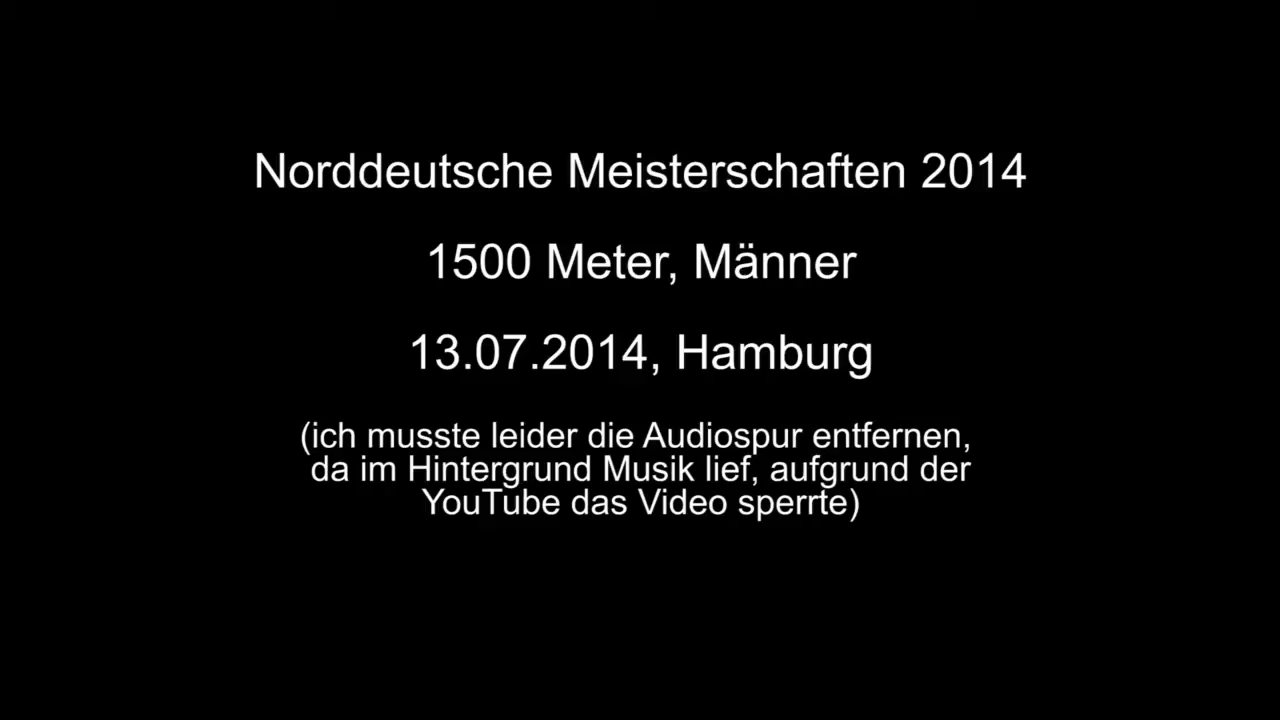 Norddeutsche Meisterschaften 2014
1500 Meter, Männer
13.07.2014, Hamburg
(ich musste leider die Audiospur entfernen,
da im Hintergrund Musik lief, aufgrund der
YouTube das Video sperrte)